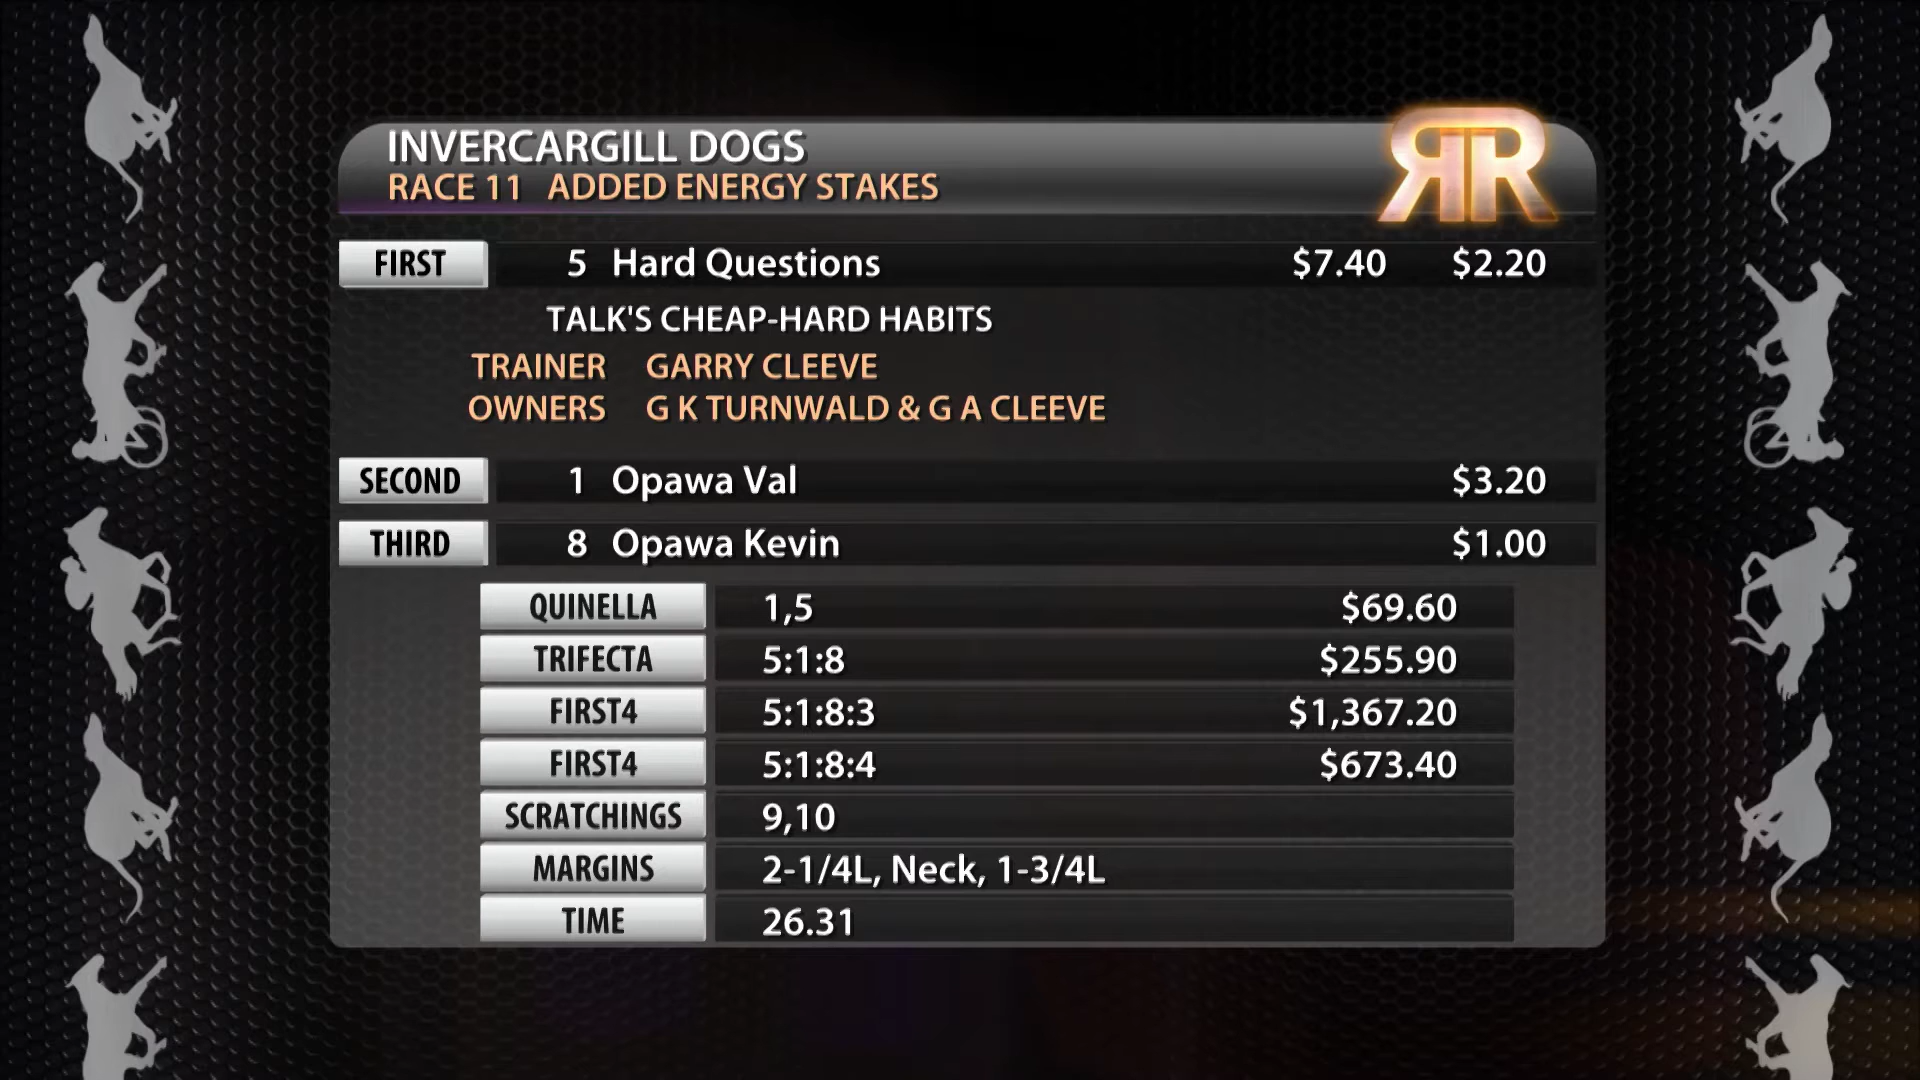 INVERCARGILL DOGS
RACE 11 ADDED ENERGY STAKES
RR
FIRST 5 Hard Questions $7.40 $2.20
TALK'S CHEAP-HARD HABITS
TRAINER GARRY CLEEVE
OWNERS G K TURNWALD & G A CLEEVE
SECOND 1 Opawa Val $3.20
THIRD 8 Opawa Kevin $1.00
QUINELLA 1,5 $69.60
TRIFECTA 5:1:8 $255.90
FIRST4 5:1:8:3 $1,367.20
FIRST4 5:1:8:4 $673.40
SCRATCHINGS 9,10
MARGINS 2-1/4L, Neck, 1-3/4L
TIME 26.31